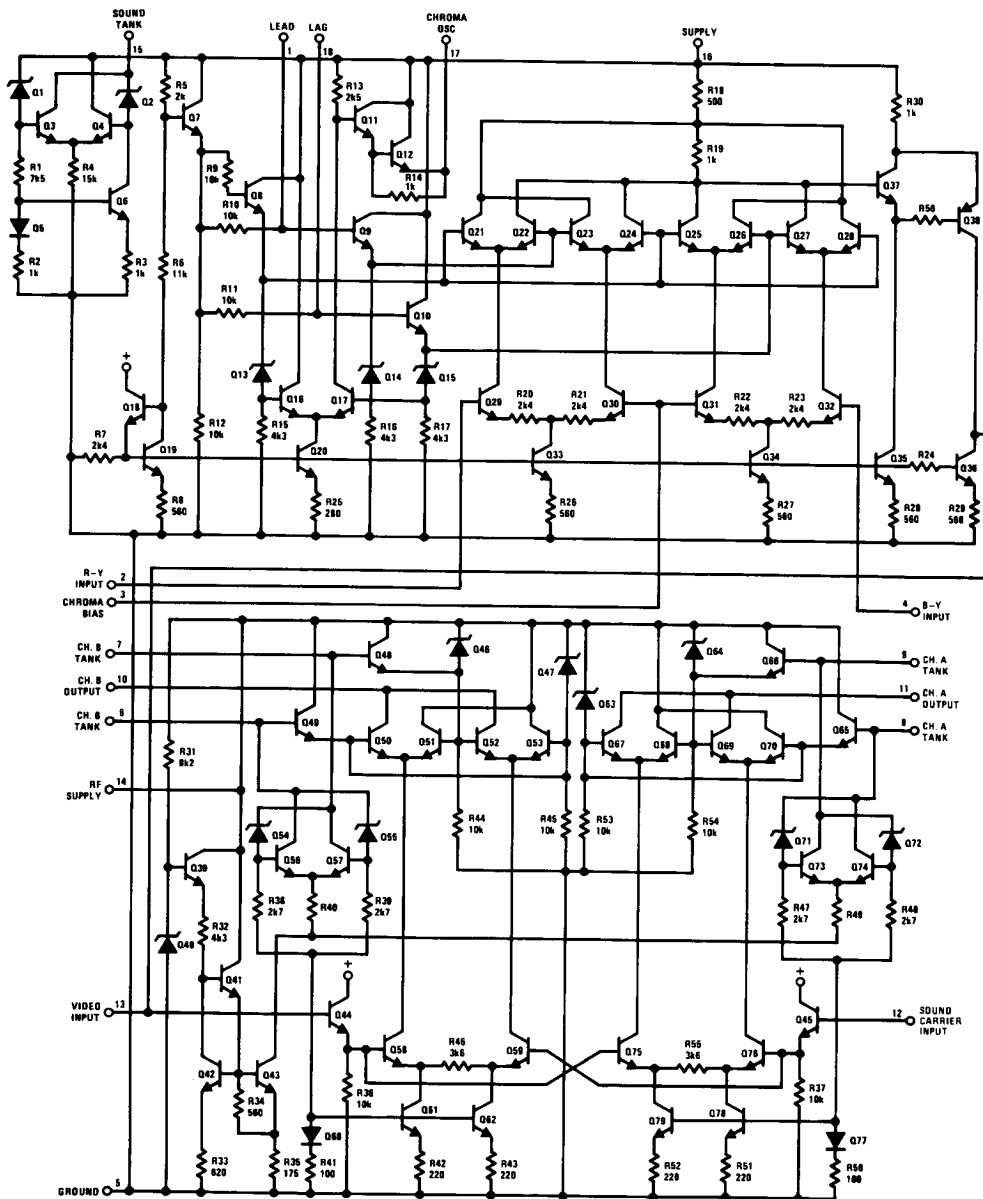 SOUND TANK
15
LEAD
1
LAG
18
CHROMA OSC
17
SUPPLY
16
Q1
Q2
Q3
Q4
R5 2k
Q7
R13 2k5
Q11
Q12
R14 1k
R18 500
R19 1k
R30 1k
R1 7k5
R4 15k
Q6
R9 10k
Q8
R10 10k
Q9
Q21
Q22
Q23
Q24
Q25
Q26
Q27
Q28
Q37
R56
Q38
Q5
R2 1k
R3 1k
R6 11k
R11 10k
Q10
Q18
Q13
Q16
Q17
Q14
Q15
Q29
R20 2k4
R21 2k4
Q30
Q31
R22 2k4
R23 2k4
Q32
R7 2k4
Q19
R12 10k
R15 4k3
Q20
R16 4k3
R17 4k3
Q33
Q34
Q35
R24
Q36
R8 560
R25 280
R26 560
R27 560
R28 560
R29 560
R-Y INPUT
2
CHROMA BIAS
3
4
B-Y INPUT
CH. B TANK
7
Q48
Q46
Q47
Q63
Q64
Q66
9
CH. A TANK
CH. B OUTPUT
10
11
CH. A OUTPUT
CH. B TANK
6
Q49
Q50
Q51
Q52
Q53
Q67
Q68
Q69
Q70
Q65
8
CH. A TANK
R31 8k2
RF SUPPLY
14
R44 10k
R45 10k
R53 10k
R54 10k
Q54
Q56
Q57
Q55
Q71
Q73
Q74
Q72
Q39
R38 2k7
R40
R39 2k7
R47 2k7
R48 2k7
R32 4k3
Q40
Q41
VIDEO INPUT
13
Q44
Q45
12
SOUND CARRIER INPUT
Q42
Q43
R34 560
Q58
R46 3k6
Q59
Q75
R55 3k6
Q76
R36 10k
R37 10k
Q61
Q62
Q79
Q78
Q60
Q77
R33 620
R35 175
R41 100
R42 220
R43 220
R52 220
R51 220
R50 100
GROUND
5